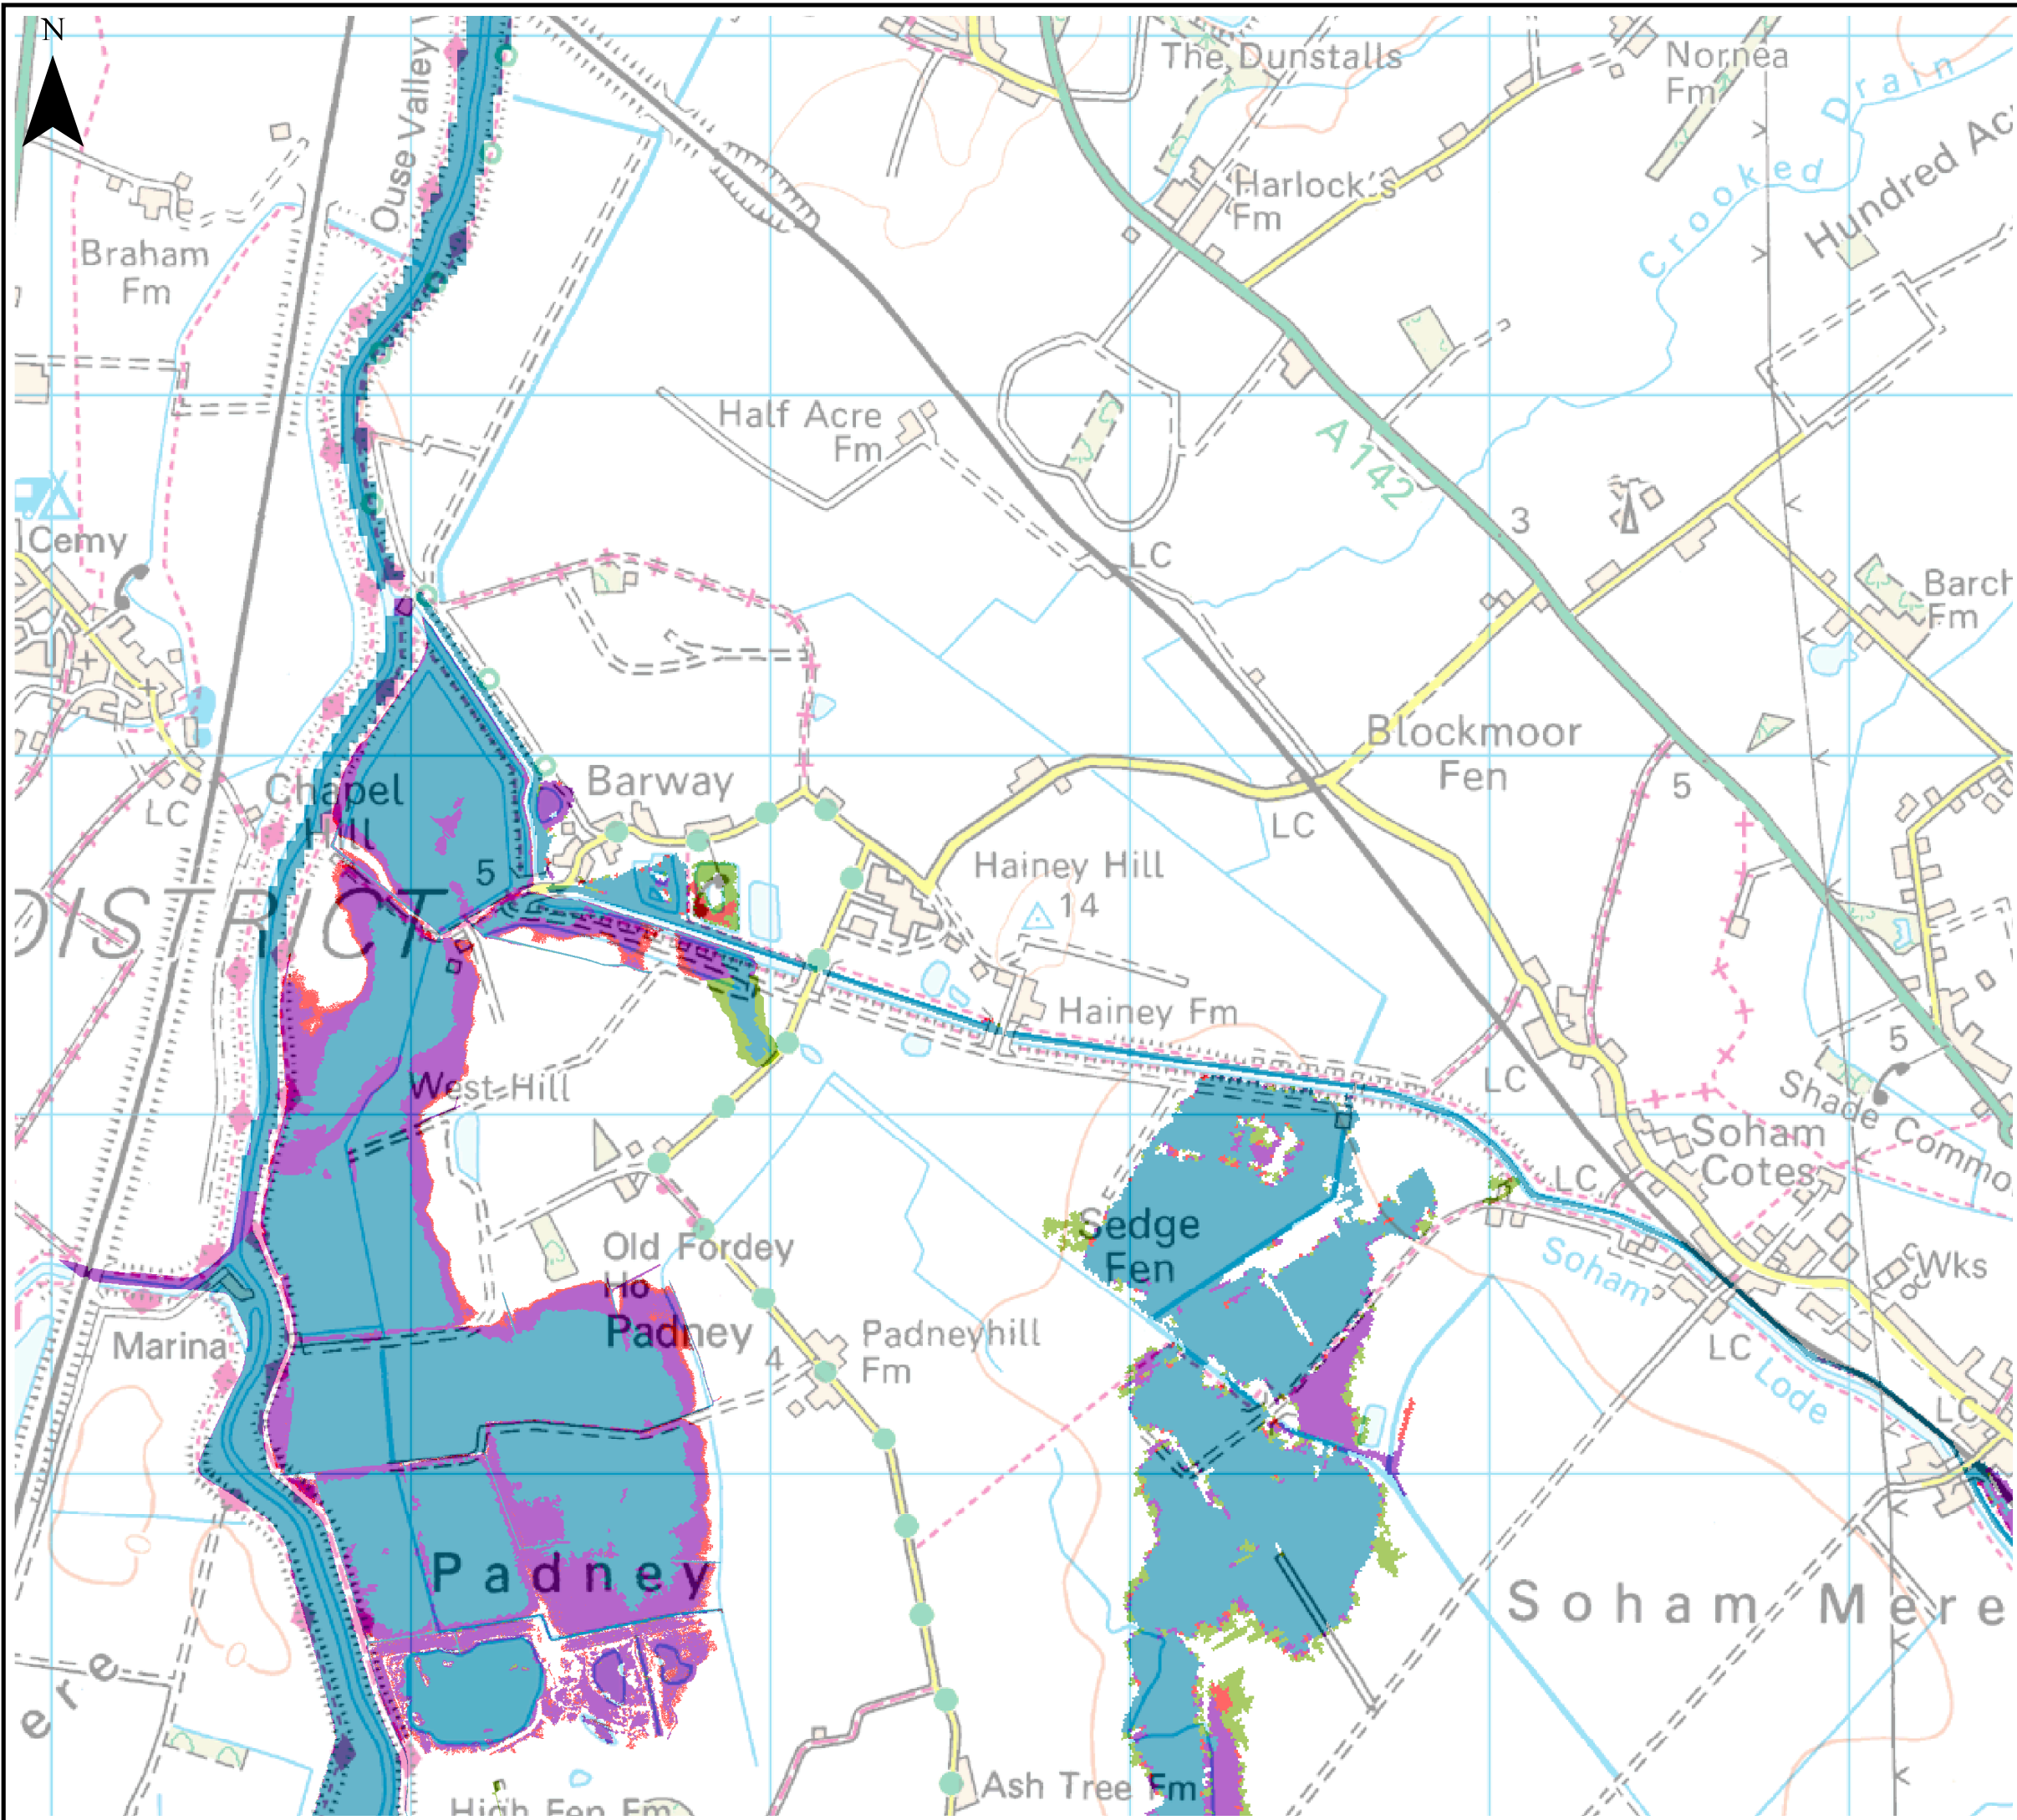 N
Ouse Valley
The Dunstalls
Nornea
Fm
Drain
Crooked
Hundred Ac
Harlock's
Fm
Braham
Fm
Half Acre
Fm
A 142
3
LC
Cemy
Barch
Fm
Blockmoor
Fen
5
LC
Chapel
Hill
LC
Barway
5
Hainey Hill
14
DISTRICT
Hainey Fm
5
LC
Shade Commo
West Hill
Soham
Cotes
LC
Sedge
Fen
Old Fordey
Ho
Soham
Wks
Marina
Padney
4
Padneyhill
Fm
LC
Lode
LC
Padney
Soham Mere
ere
Ash Tree Fm
High Fen Fm